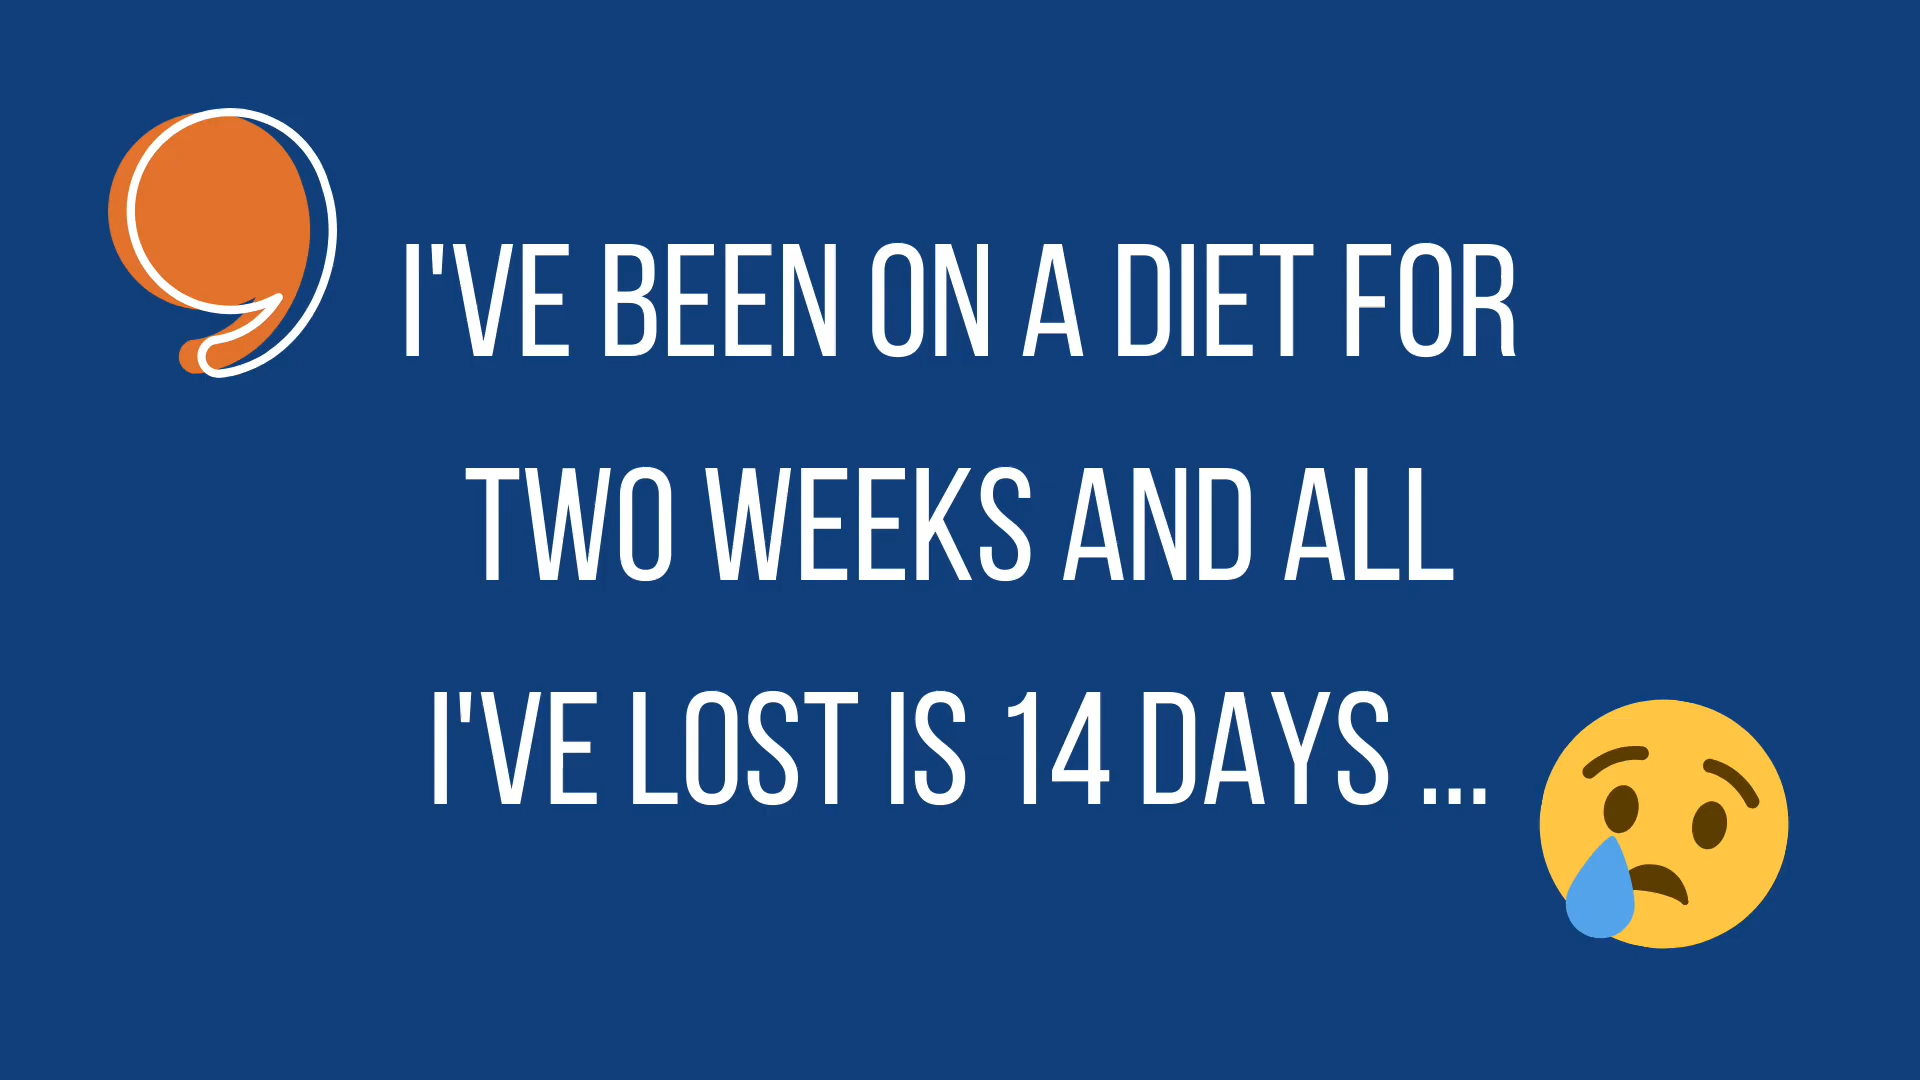 I'VE BEEN ON A DIET FOR
TWO WEEKS AND ALL
I'VE LOST IS 14 DAYS ...